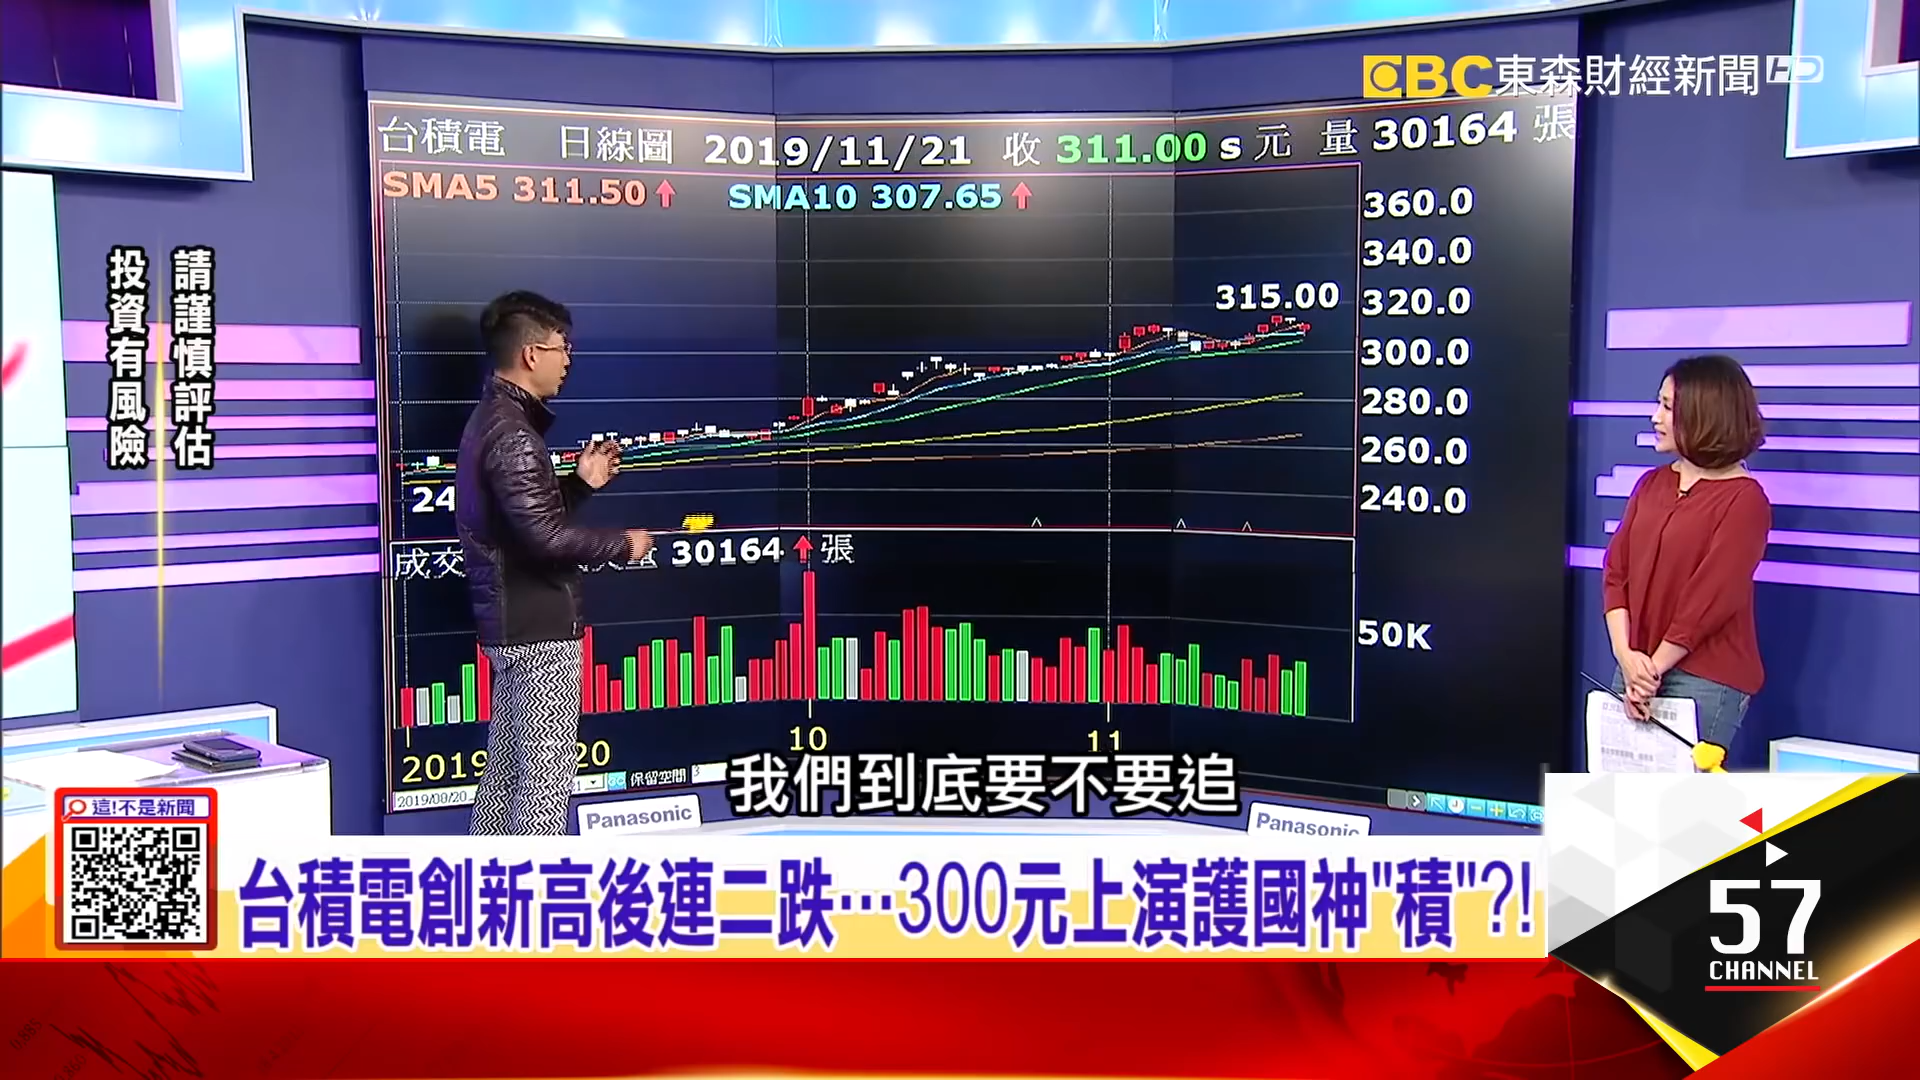 EBC東森財經新聞HD
台積電 日線圖 2019/11/21 收 311.00 s 元 量 30164 張
SMA5 311.50↑ SMA10 307.65↑
360.0
340.0
315.00
320.0
300.0
280.0
260.0
240.0
24
請謹慎評估
投資有風險
成交 量 30164↑張
50K
2019 20 10 11
保留空間
Panasonic
Panasonic
我們到底要不要追
這!不是新聞
台積電創新高後連二跌…300元上演護國神"積"?!
57
CHANNEL